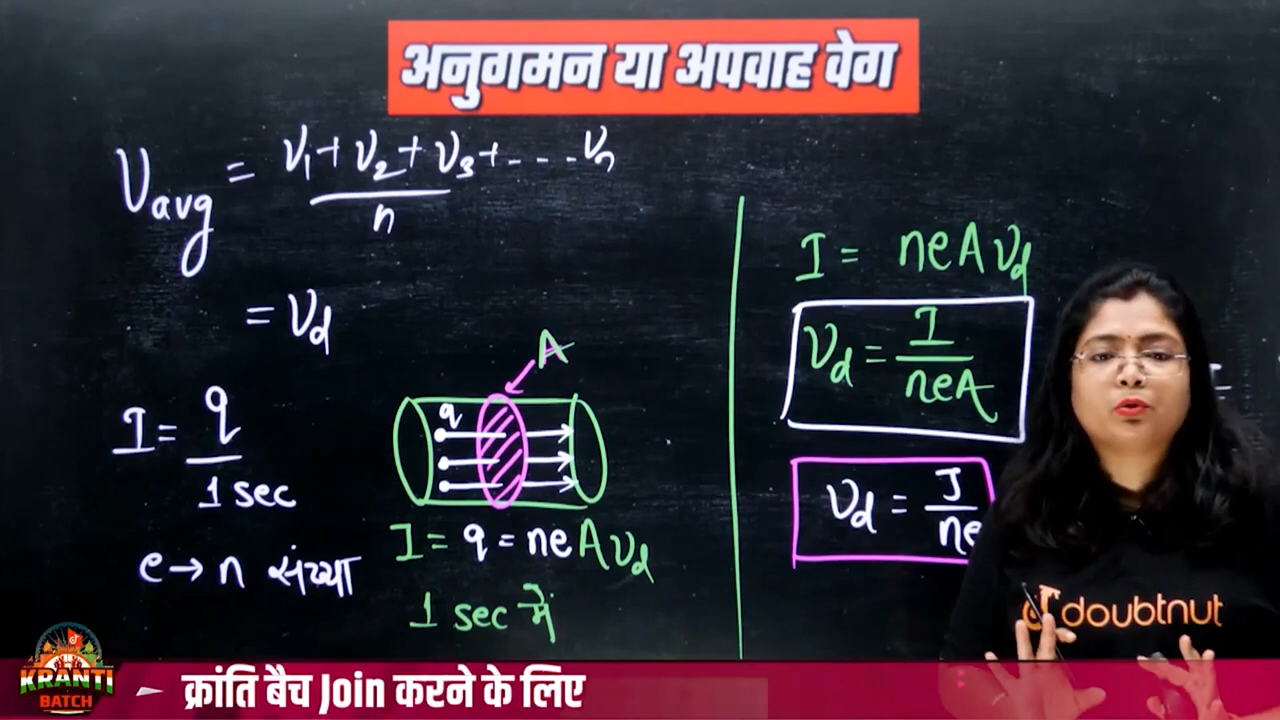 अनुगमन या अपवाह वेग
Vavg = V1 + V2 + V3 + - - - Vn
n
= Vd
I = q
1 sec
e → n संख्या
A
q
I = q = neAVd
1 sec में
I = neAVd
Vd = I
neA
Vd = J
ne
doubtnut
KRANTI
BATCH
क्रांति बैच Join करने के लिए